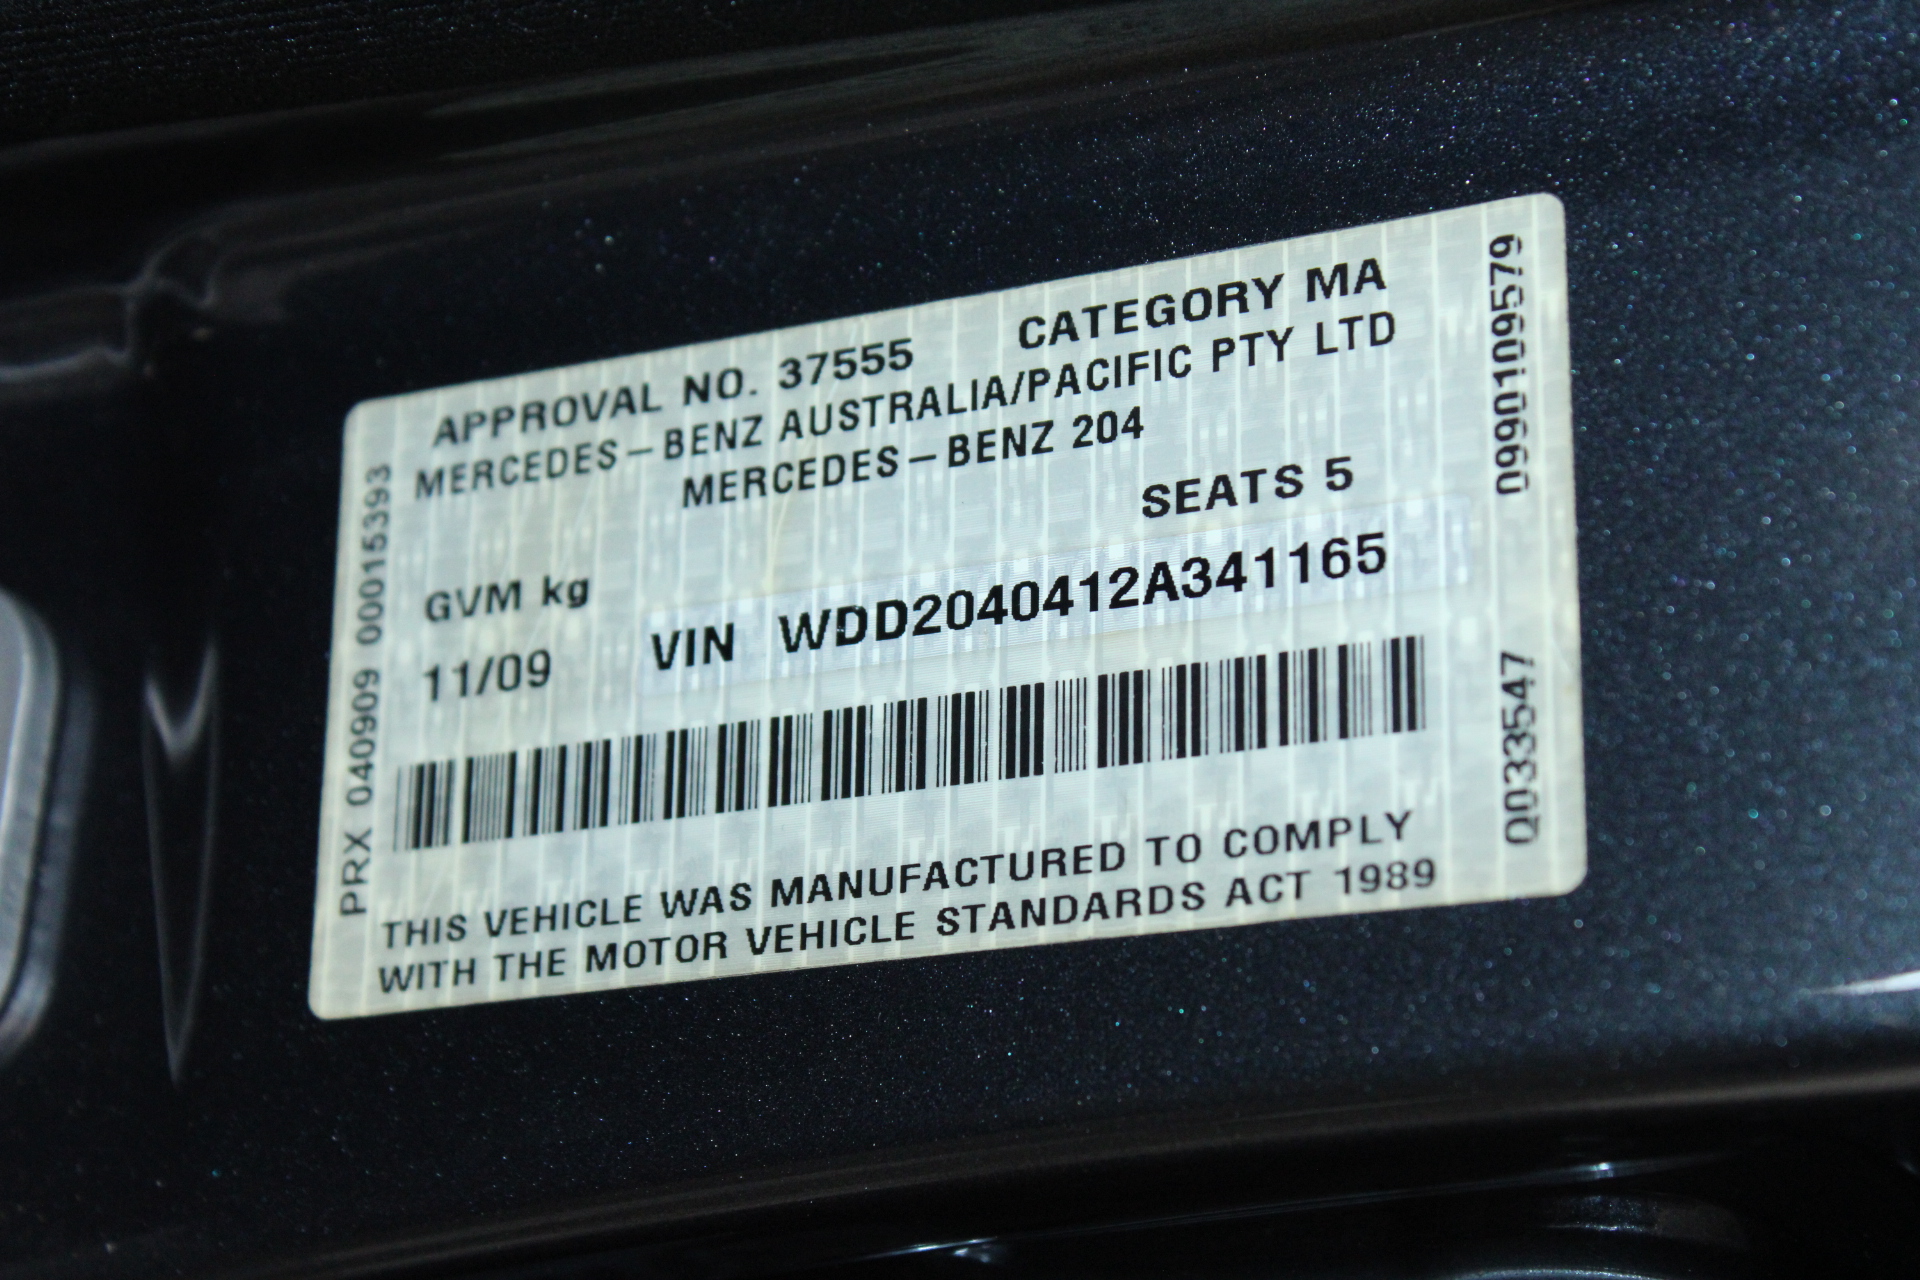 APPROVAL NO. 37555 CATEGORY MA
MERCEDES-BENZ AUSTRALIA/PACIFIC PTY LTD
MERCEDES-BENZ 204
SEATS 5
GVM kg
VIN WDD2040412A341165
11/09
THIS VEHICLE WAS MANUFACTURED TO COMPLY
WITH THE MOTOR VEHICLE STANDARDS ACT 1989
PRX 040909 00015393
Q033547 0990109579